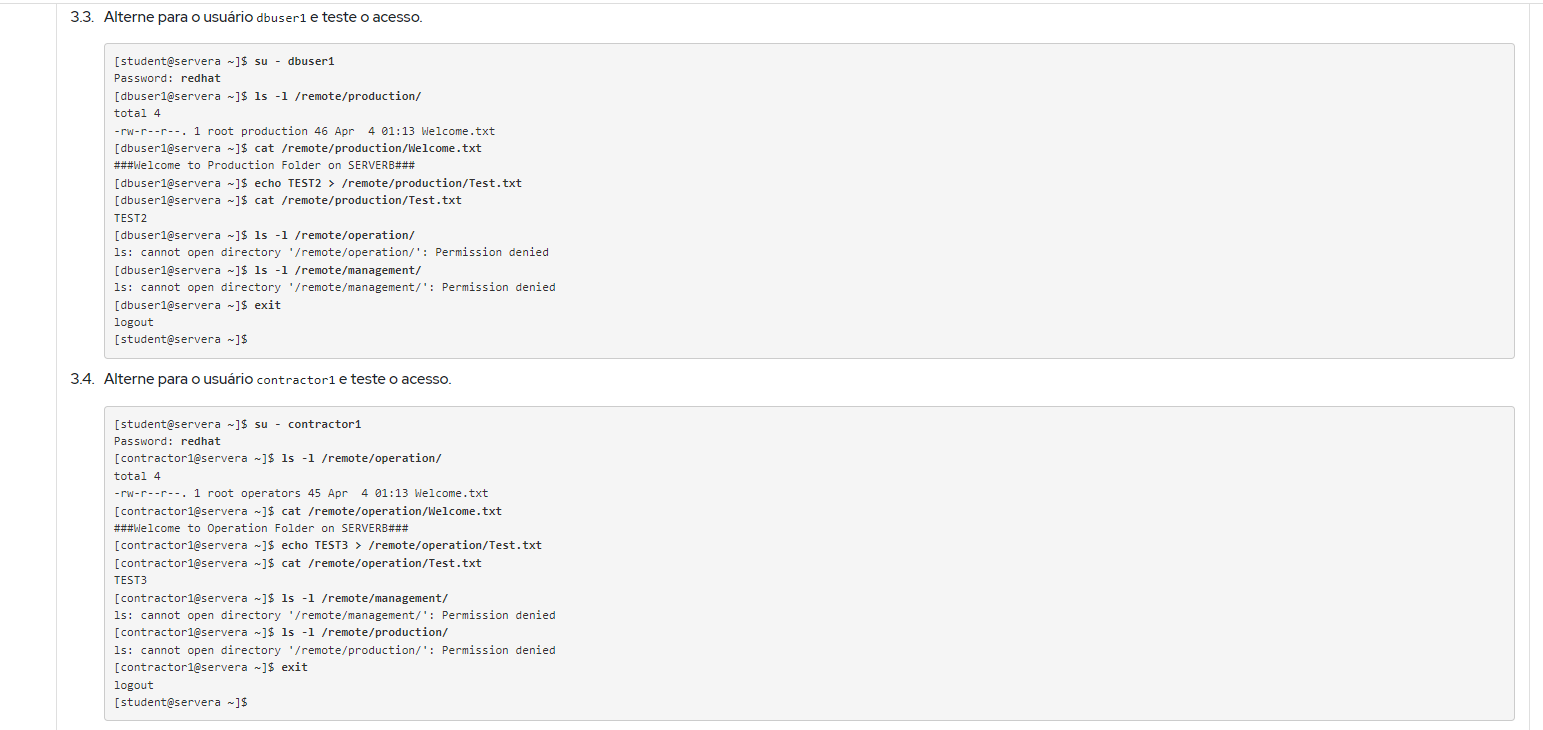 3.3. Alterne para o usuário dbuser1 e teste o acesso.
[student@servera ~]$ su - dbuser1
Password: redhat
[dbuser1@servera ~]$ ls -l /remote/production/
total 4
-rw-r--r--. 1 root production 46 Apr  4 01:13 Welcome.txt
[dbuser1@servera ~]$ cat /remote/production/Welcome.txt
###Welcome to Production Folder on SERVERB###
[dbuser1@servera ~]$ echo TEST2 > /remote/production/Test.txt
[dbuser1@servera ~]$ cat /remote/production/Test.txt
TEST2
[dbuser1@servera ~]$ ls -l /remote/operation/
ls: cannot open directory '/remote/operation/': Permission denied
[dbuser1@servera ~]$ ls -l /remote/management/
ls: cannot open directory '/remote/management/': Permission denied
[dbuser1@servera ~]$ exit
logout
[student@servera ~]$
3.4. Alterne para o usuário contractor1 e teste o acesso.
[student@servera ~]$ su - contractor1
Password: redhat
[contractor1@servera ~]$ ls -l /remote/operation/
total 4
-rw-r--r--. 1 root operators 45 Apr  4 01:13 Welcome.txt
[contractor1@servera ~]$ cat /remote/operation/Welcome.txt
###Welcome to Operation Folder on SERVERB###
[contractor1@servera ~]$ echo TEST3 > /remote/operation/Test.txt
[contractor1@servera ~]$ cat /remote/operation/Test.txt
TEST3
[contractor1@servera ~]$ ls -l /remote/management/
ls: cannot open directory '/remote/management/': Permission denied
[contractor1@servera ~]$ ls -l /remote/production/
ls: cannot open directory '/remote/production/': Permission denied
[contractor1@servera ~]$ exit
logout
[student@servera ~]$